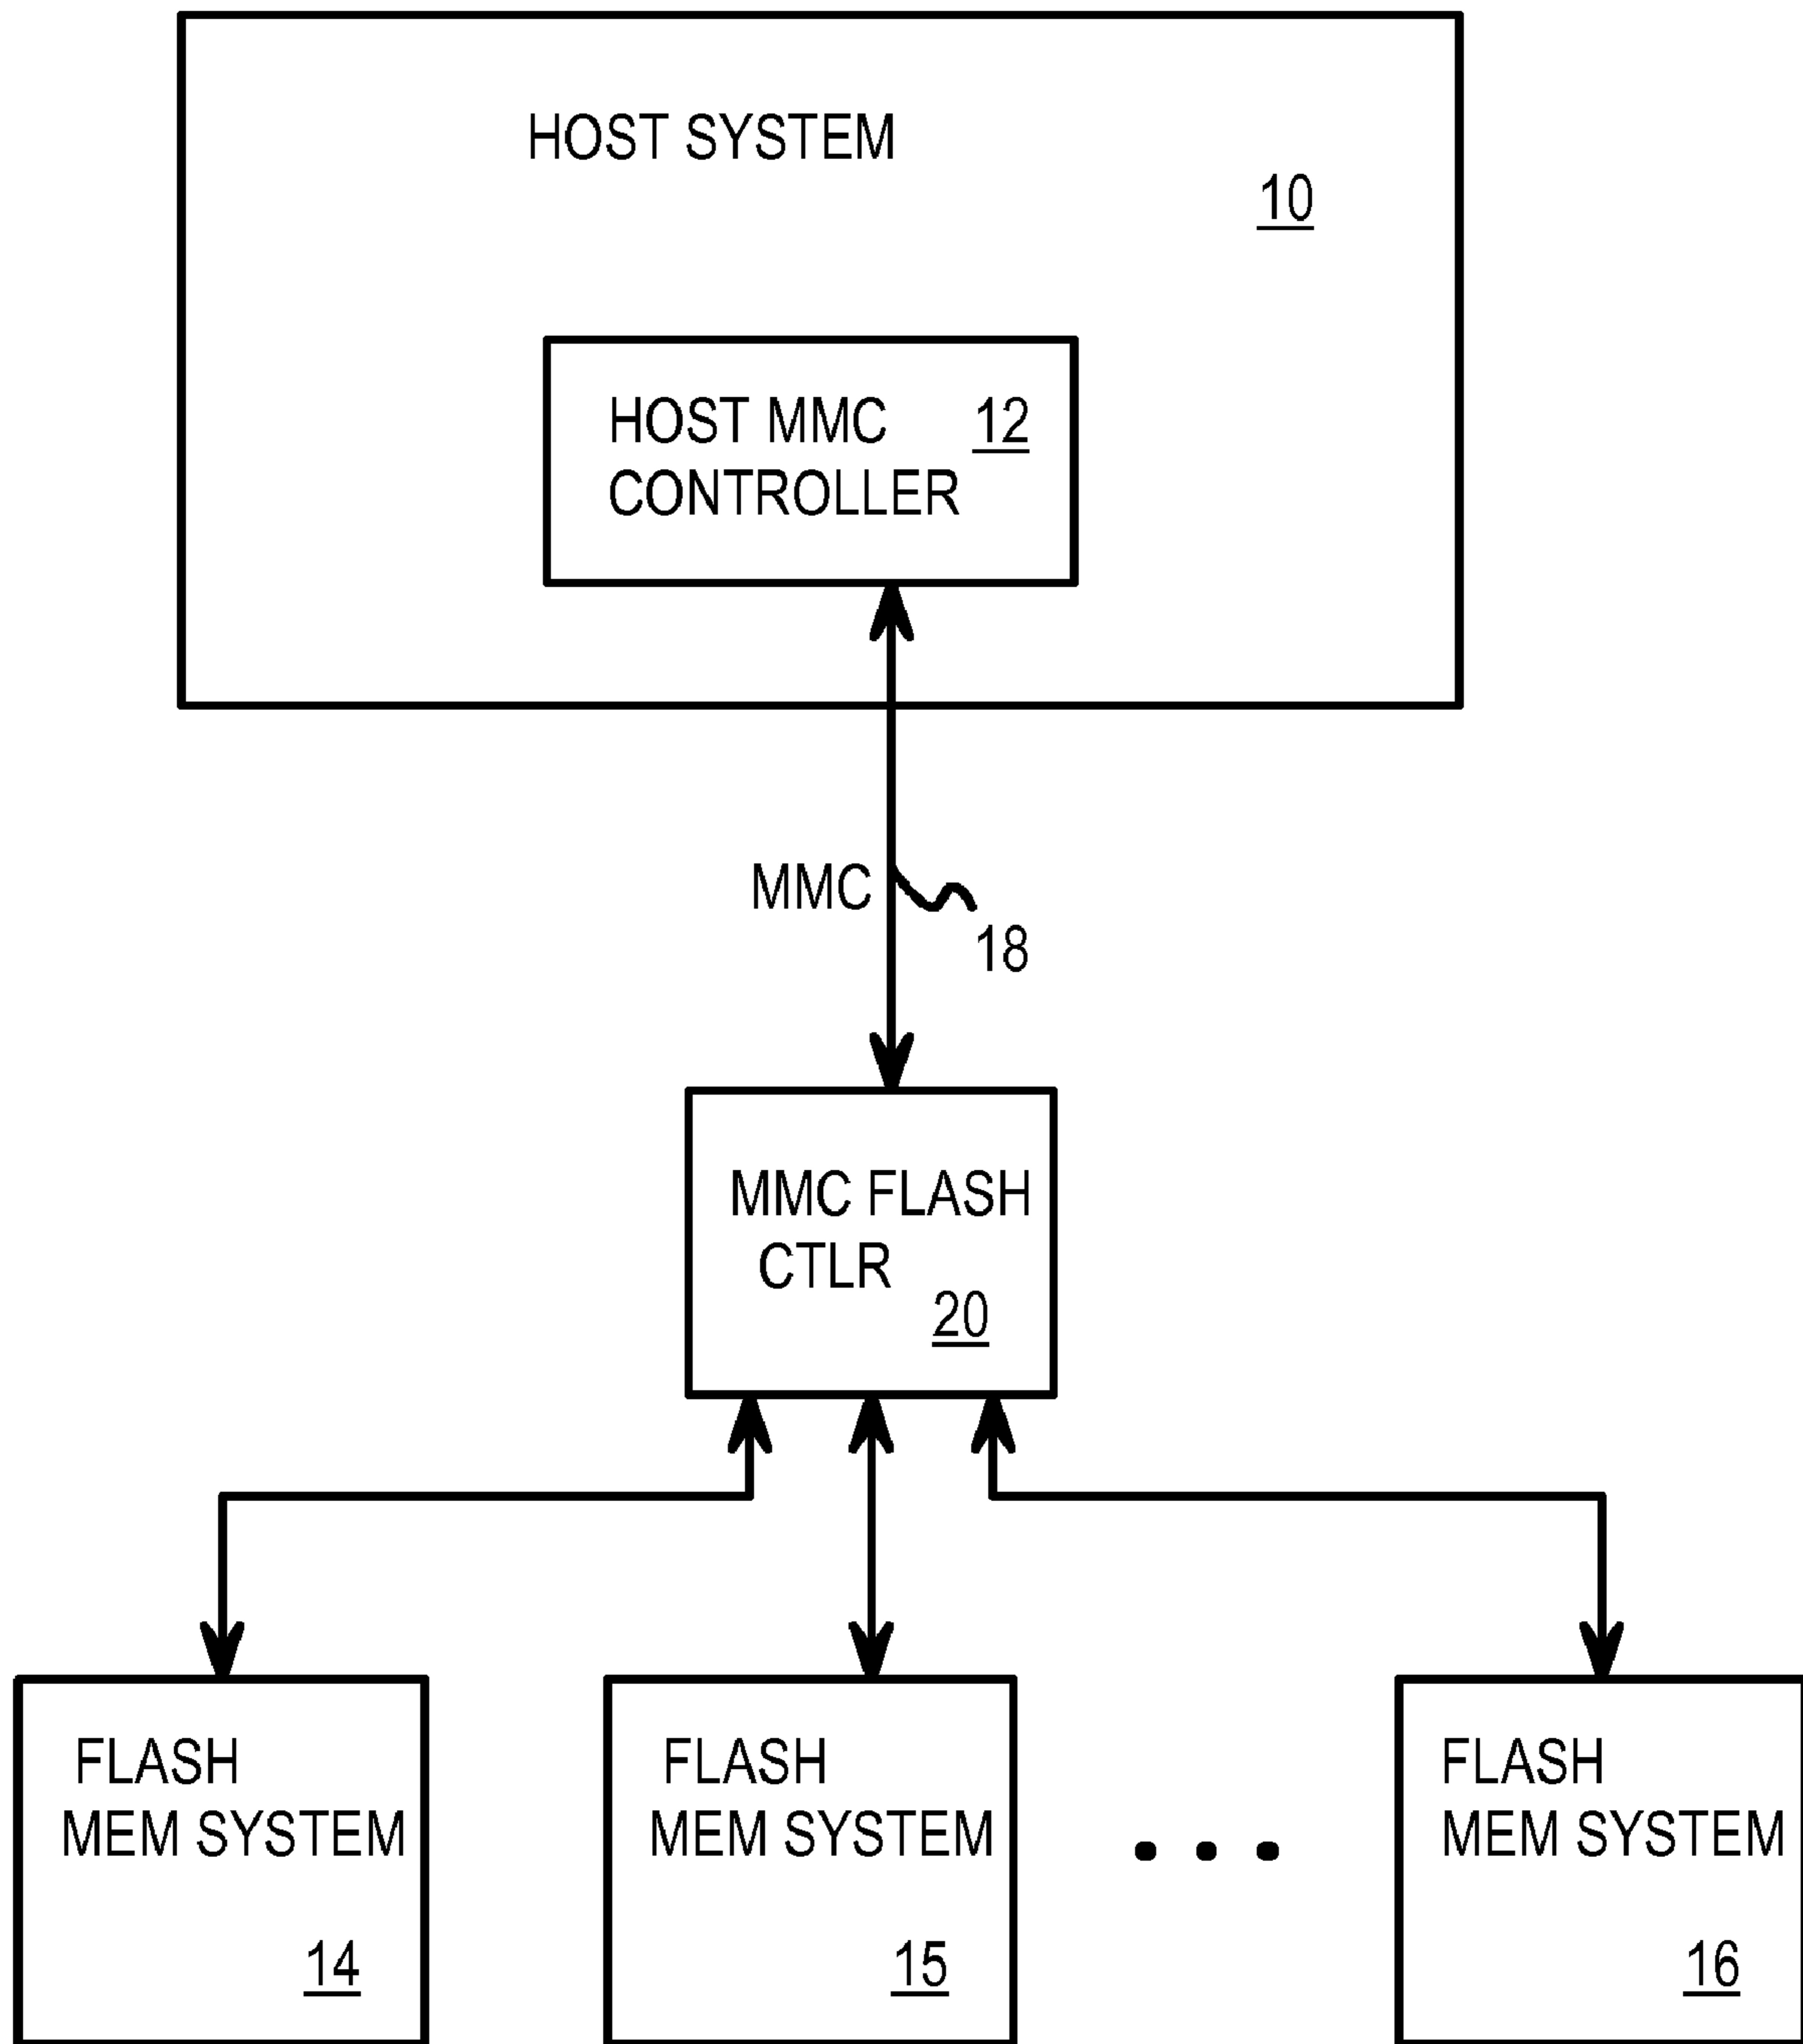 HOST SYSTEM
10
HOST MMC 12
CONTROLLER
MMC
18
MMC FLASH
CTLR
20
FLASH
MEM SYSTEM
14
FLASH
MEM SYSTEM
15
FLASH
MEM SYSTEM
16